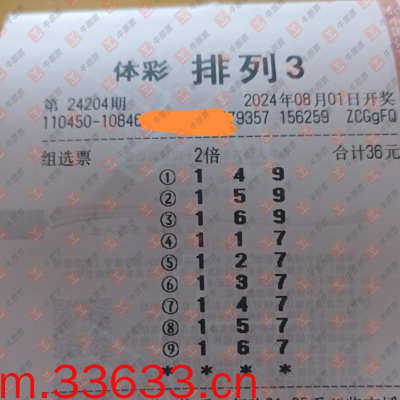 体彩 排列3
第 24204期 2024年08月01日开奖
110450-10846 79357 156259 ZCGgFQ
组选票 2倍 合计36元
① 1 4 9
② 1 5 9
③ 1 6 9
④ 1 1 7
⑤ 1 2 7
⑥ 1 3 7
⑦ 1 4 7
⑧ 1 5 7
⑨ 1 6 7
* * * *
m.33633.cn